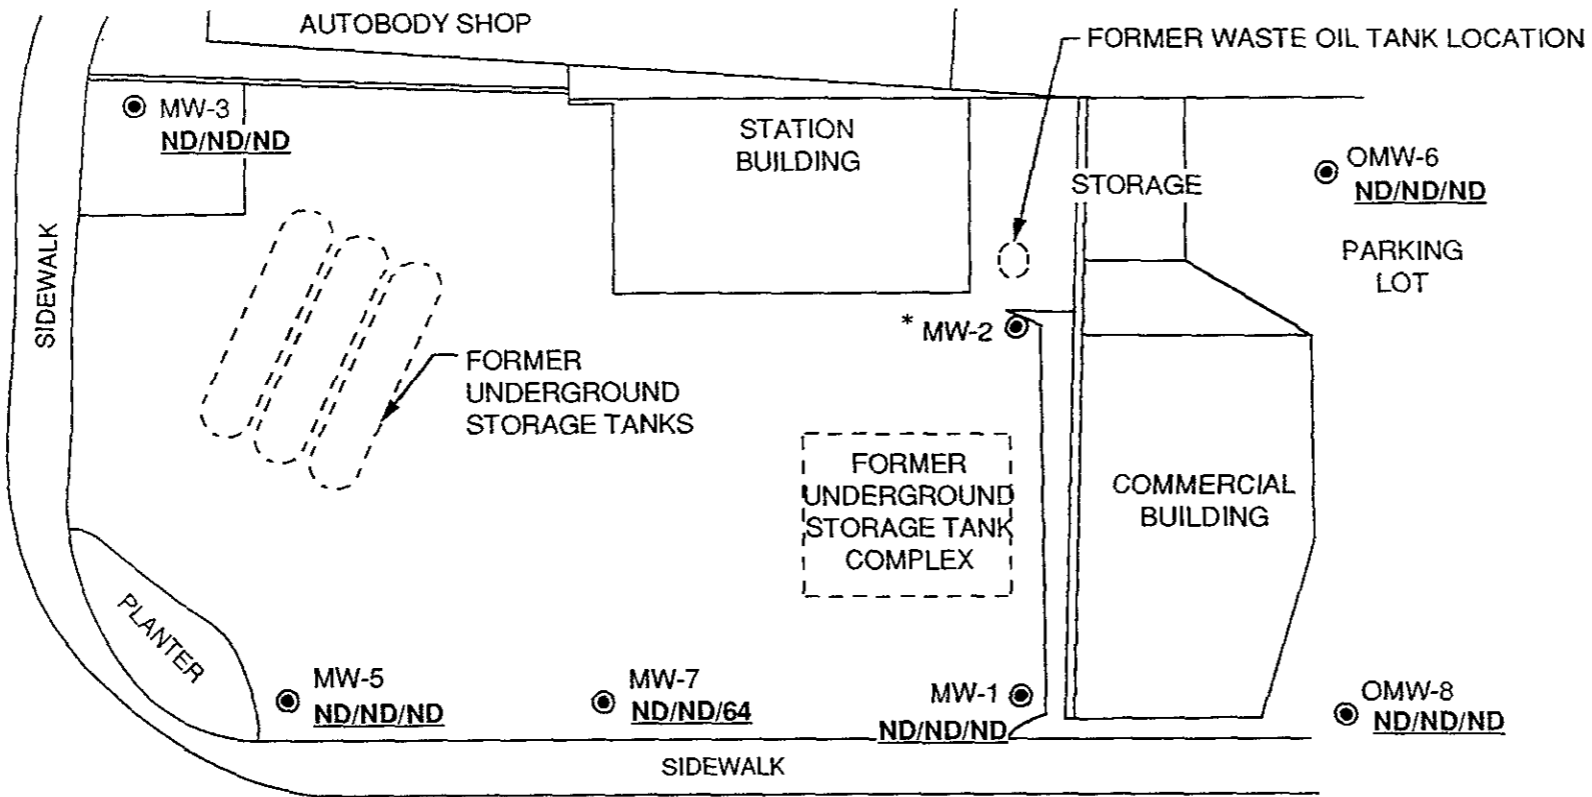 AUTOBODY SHOP
FORMER WASTE OIL TANK LOCATION
MW-3
ND/ND/ND
STATION
BUILDING
STORAGE
OMW-6
ND/ND/ND
PARKING
LOT
SIDEWALK
* MW-2
FORMER
UNDERGROUND
STORAGE TANKS
FORMER
UNDERGROUND
STORAGE TANK
COMPLEX
COMMERCIAL
BUILDING
PLANTER
MW-5
ND/ND/ND
MW-7
ND/ND/64
MW-1
ND/ND/ND
OMW-8
ND/ND/ND
SIDEWALK